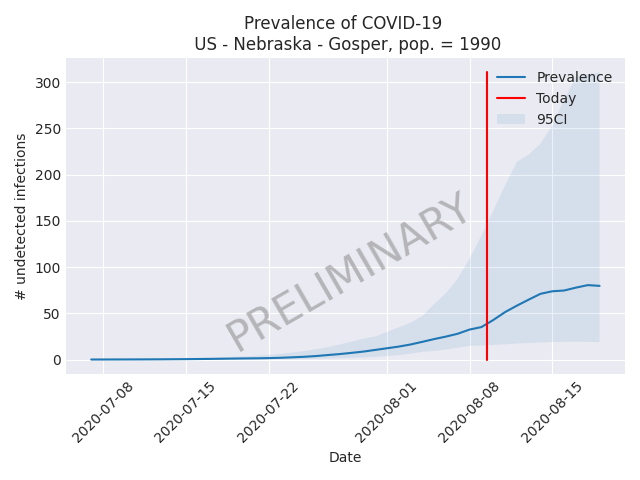 Prevalence of COVID-19
US - Nebraska - Gosper, pop. = 1990
300
250
200
150
100
50
0
# undetected infections
Prevalence
Today
95CI
PRELIMINARY
2020-07-08
2020-07-15
2020-07-22
2020-08-01
2020-08-08
2020-08-15
Date